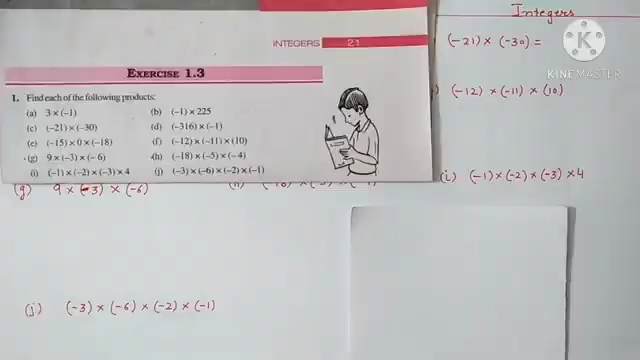 Integers
INTEGERS 21
(-21) × (-30) =
KINEMASTER
EXERCISE 1.3
1. Find each of the following products:
(a) 3 × (–1) (b) (–1) × 225
(c) (–21) × (–30) (d) (–316) × (–1)
(e) (–15) × 0 × (–18) (f) (–12) × (–11) × (10)
(g) 9 × (–3) × (– 6) (h) (–18) × (–5) × (– 4)
(i) (–1) × (–2) × (–3) × 4 (j) (–3) × (–6) × (–2) × (–1)
(-12) × (-11) × (10)
(g) 9 × (-3) × (-6)
(i) (-1) × (-2) × (-3) × 4
(j) (-3) × (-6) × (-2) × (-1)